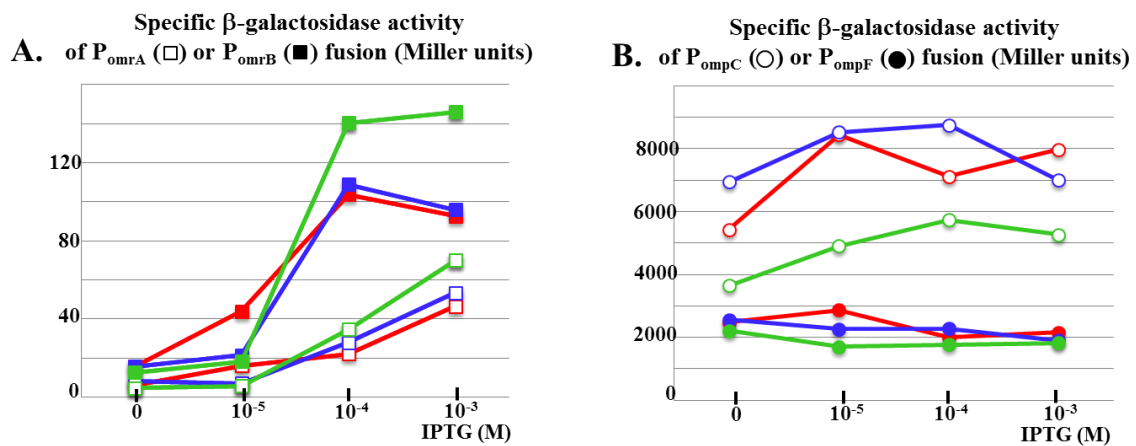 A.
Specific β-galactosidase activity
of PomrA (□) or PomrB (■) fusion (Miller units)
120
80
40
0
0 10-5 10-4 10-3
IPTG (M)
B.
Specific β-galactosidase activity
of PompC (○) or PompF (●) fusion (Miller units)
8000
6000
4000
2000
0
0 10-5 10-4 10-3
IPTG (M)